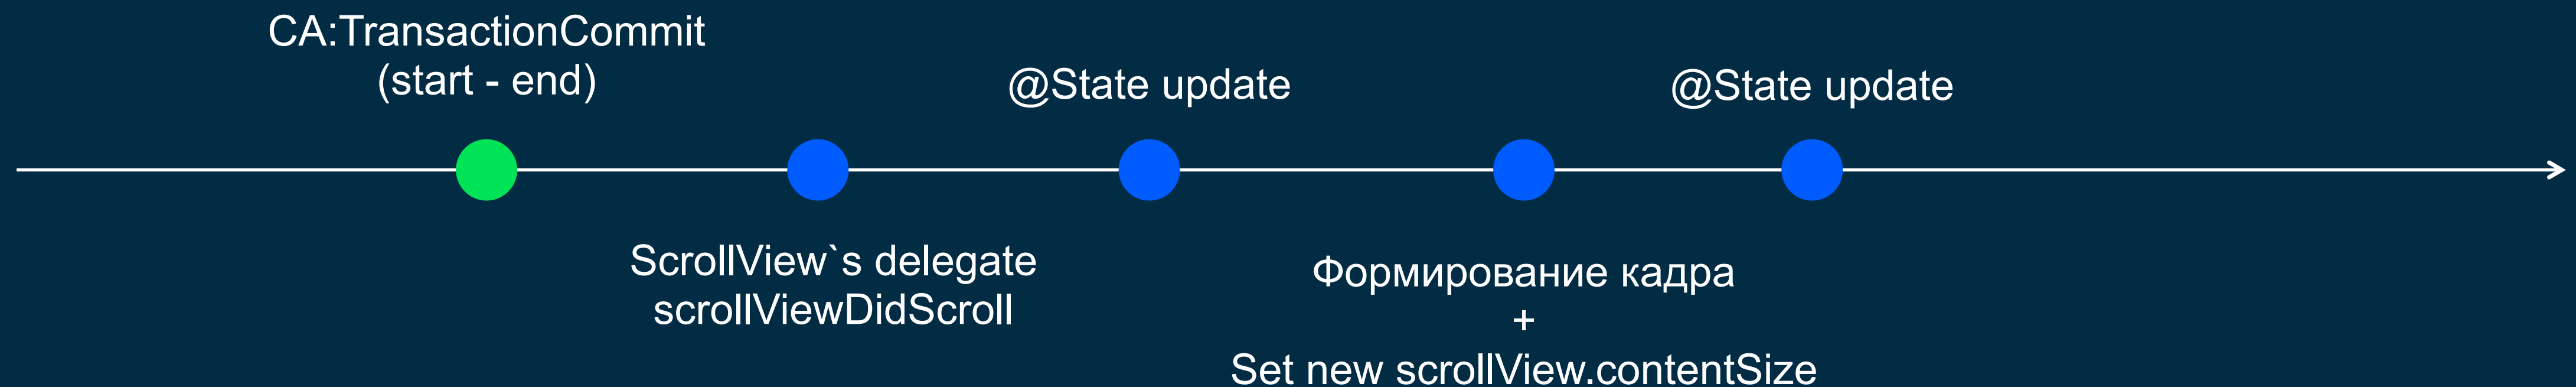 CA:TransactionCommit
(start - end)
ScrollView`s delegate
scrollViewDidScroll
@State update
Формирование кадра
+
Set new scrollView.contentSize
@State update